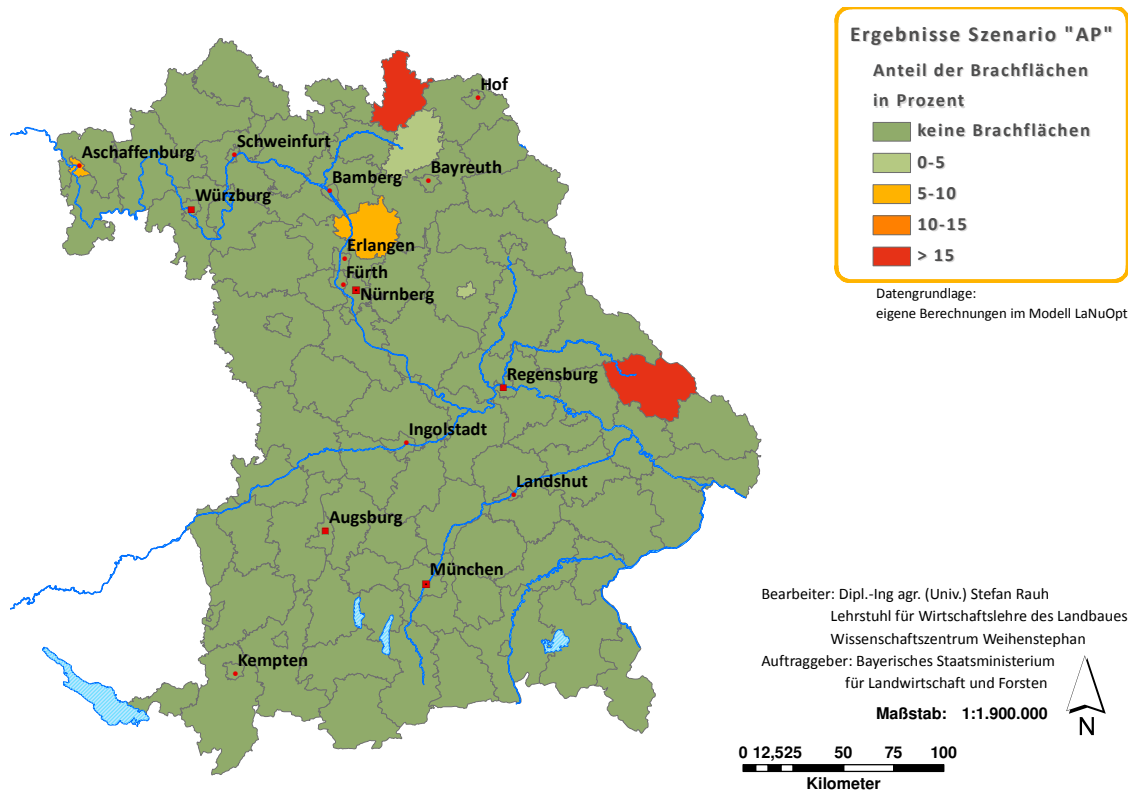 Ergebnisse Szenario "AP"
Anteil der Brachflächen
in Prozent
keine Brachflächen
0-5
5-10
10-15
> 15
Datengrundlage:
eigene Berechnungen im Modell LaNuOpt
Hof
Schweinfurt
Aschaffenburg
Bayreuth
Bamberg
Würzburg
Erlangen
Fürth
Nürnberg
Regensburg
Ingolstadt
Landshut
Augsburg
München
Kempten
Bearbeiter: Dipl.-Ing agr. (Univ.) Stefan Rauh
Lehrstuhl für Wirtschaftslehre des Landbaues
Wissenschaftszentrum Weihenstephan
Auftraggeber: Bayerisches Staatsministerium
für Landwirtschaft und Forsten
Maßstab: 1:1.900.000
N
0 12,525 50 75 100
Kilometer